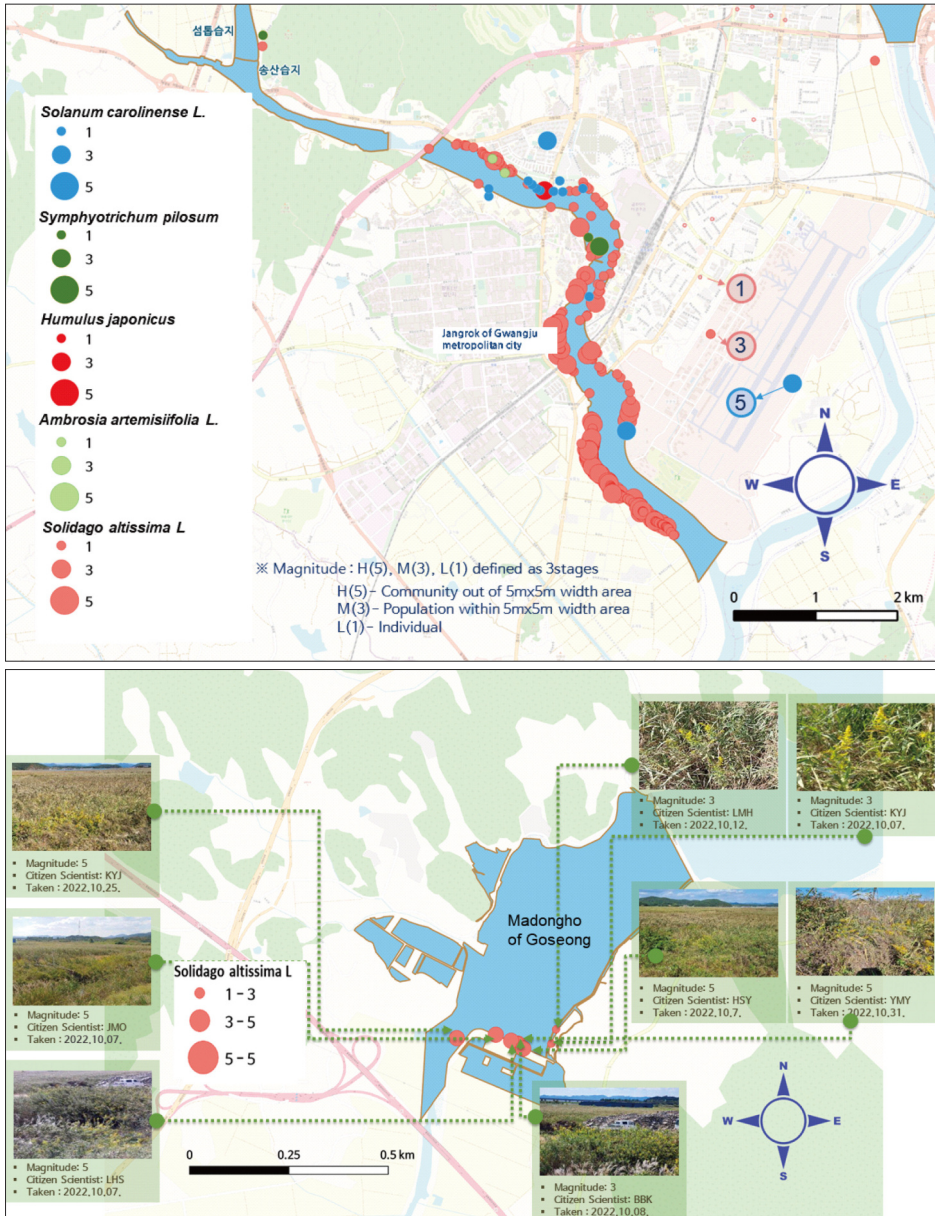 섬톱습지
송산습지
Solanum carolinense L.
1
3
5
Symphyotrichum pilosum
1
3
5
Humulus japonicus
1
3
5
Ambrosia artemisiifolia L.
1
3
5
Solidago altissima L
1
3
5
Jangrok of Gwangju
metropolitan city
1
3
5
N
W
E
S
※ Magnitude : H(5), M(3), L(1) defined as 3stages
H(5)- Community out of 5mx5m width area
M(3)- Population within 5mx5m width area
L(1)- Individual
0 1 2 km
▪ Magnitude: 5
▪ Citizen Scientist: KYJ
▪ Taken : 2022.10.25.
▪ Magnitude: 5
▪ Citizen Scientist: JMO
▪ Taken : 2022.10.07.
▪ Magnitude: 5
▪ Citizen Scientist: LHS
▪ Taken : 2022.10.07.
Solidago altissima L
1 - 3
3 - 5
5 - 5
0 0.25 0.5 km
Madongho
of Goseong
▪ Magnitude: 3
▪ Citizen Scientist: LMH
▪ Taken : 2022.10.12.
▪ Magnitude: 3
▪ Citizen Scientist: KYJ
▪ Taken : 2022.10.07.
▪ Magnitude: 5
▪ Citizen Scientist: HSY
▪ Taken : 2022.10.7.
▪ Magnitude: 5
▪ Citizen Scientist: YMY
▪ Taken : 2022.10.31.
▪ Magnitude: 3
▪ Citizen Scientist: BBK
▪ Taken : 2022.10.08.
N
W
E
S